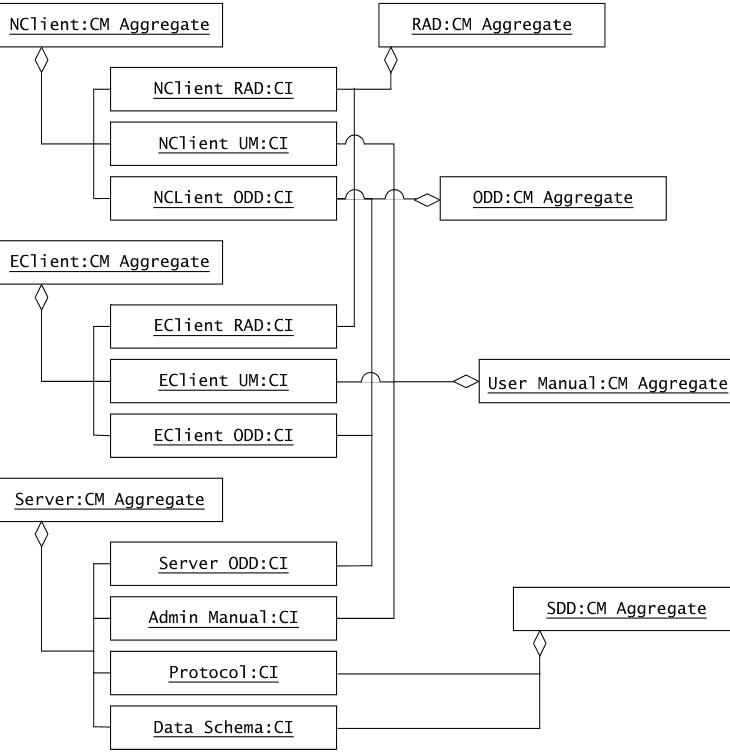 NClient:CM Aggregate
RAD:CM Aggregate
NClient RAD:CI
NClient UM:CI
NCLient ODD:CI
ODD:CM Aggregate
EClient:CM Aggregate
EClient RAD:CI
EClient UM:CI
User Manual:CM Aggregate
EClient ODD:CI
Server:CM Aggregate
Server ODD:CI
Admin Manual:CI
SDD:CM Aggregate
Protocol:CI
Data Schema:CI